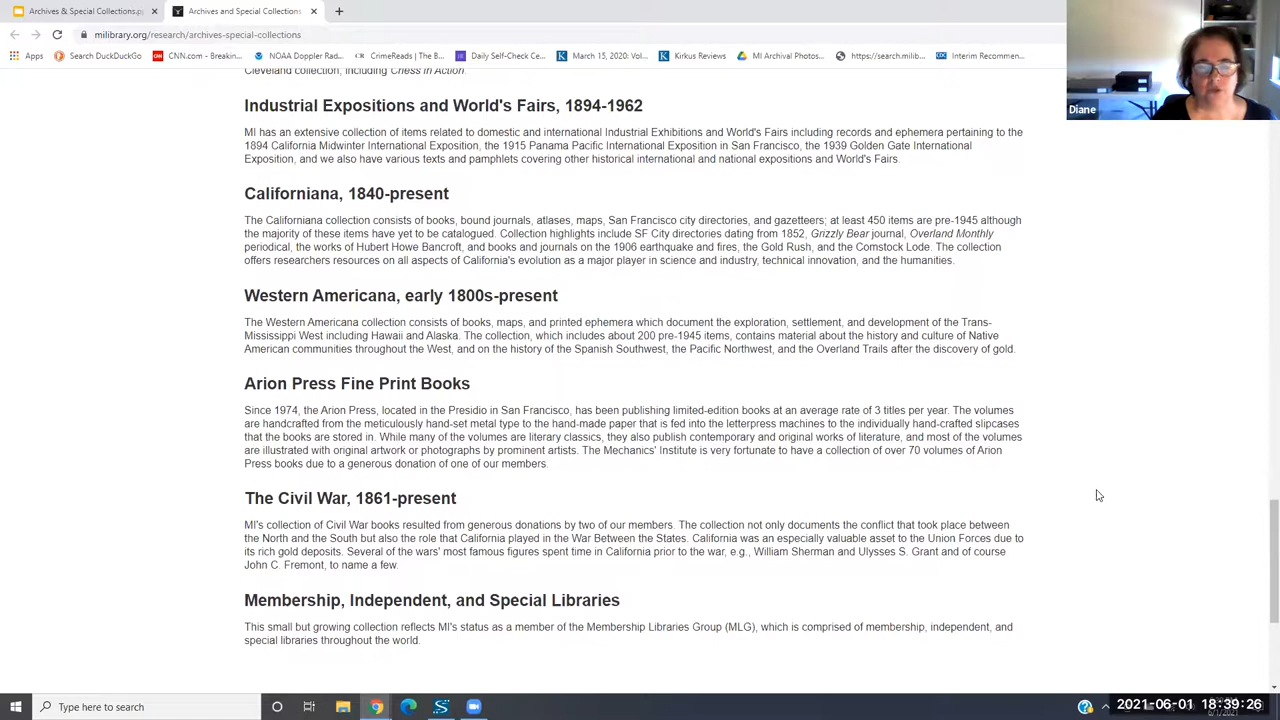 Archives & Special Collections.p
Archives and Special Collections
milibrary.org/research/archives-special-collections
Apps
Search DuckDuckGo
CNN.com - Breakin...
NOAA Doppler Rad...
CrimeReads | The B...
Daily Self-Check Ce...
March 15, 2020: Vol...
Kirkus Reviews
MI Archival Photos...
https://search.milib...
Interim Recommen...
Diane
Cleveland collection, including Chess in Action.
Industrial Expositions and World's Fairs, 1894-1962
MI has an extensive collection of items related to domestic and international Industrial Exhibitions and World's Fairs including records and ephemera pertaining to the
1894 California Midwinter International Exposition, the 1915 Panama Pacific International Exposition in San Francisco, the 1939 Golden Gate International
Exposition, and we also have various texts and pamphlets covering other historical international and national expositions and World's Fairs.
Californiana, 1840-present
The Californiana collection consists of books, bound journals, atlases, maps, San Francisco city directories, and gazetteers; at least 450 items are pre-1945 although
the majority of these items have yet to be catalogued. Collection highlights include SF City directories dating from 1852, Grizzly Bear journal, Overland Monthly
periodical, the works of Hubert Howe Bancroft, and books and journals on the 1906 earthquake and fires, the Gold Rush, and the Comstock Lode. The collection
offers researchers resources on all aspects of California's evolution as a major player in science and industry, technical innovation, and the humanities.
Western Americana, early 1800s-present
The Western Americana collection consists of books, maps, and printed ephemera which document the exploration, settlement, and development of the Trans-
Mississippi West including Hawaii and Alaska. The collection, which includes about 200 pre-1945 items, contains material about the history and culture of Native
American communities throughout the West, and on the history of the Spanish Southwest, the Pacific Northwest, and the Overland Trails after the discovery of gold.
Arion Press Fine Print Books
Since 1974, the Arion Press, located in the Presidio in San Francisco, has been publishing limited-edition books at an average rate of 3 titles per year. The volumes
are handcrafted from the meticulously hand-set metal type to the hand-made paper that is fed into the letterpress machines to the individually hand-crafted slipcases
that the books are stored in. While many of the volumes are literary classics, they also publish contemporary and original works of literature, and most of the volumes
are illustrated with original artwork or photographs by prominent artists. The Mechanics' Institute is very fortunate to have a collection of over 70 volumes of Arion
Press books due to a generous donation of one of our members.
The Civil War, 1861-present
MI's collection of Civil War books resulted from generous donations by two of our members. The collection not only documents the conflict that took place between
the North and the South but also the role that California played in the War Between the States. California was an especially valuable asset to the Union Forces due to
its rich gold deposits. Several of the wars' most famous figures spent time in California prior to the war, e.g., William Sherman and Ulysses S. Grant and of course
John C. Fremont, to name a few.
Membership, Independent, and Special Libraries
This small but growing collection reflects MI's status as a member of the Membership Libraries Group (MLG), which is comprised of membership, independent, and
special libraries throughout the world.
Type here to search
2021-06-01 18:39:26